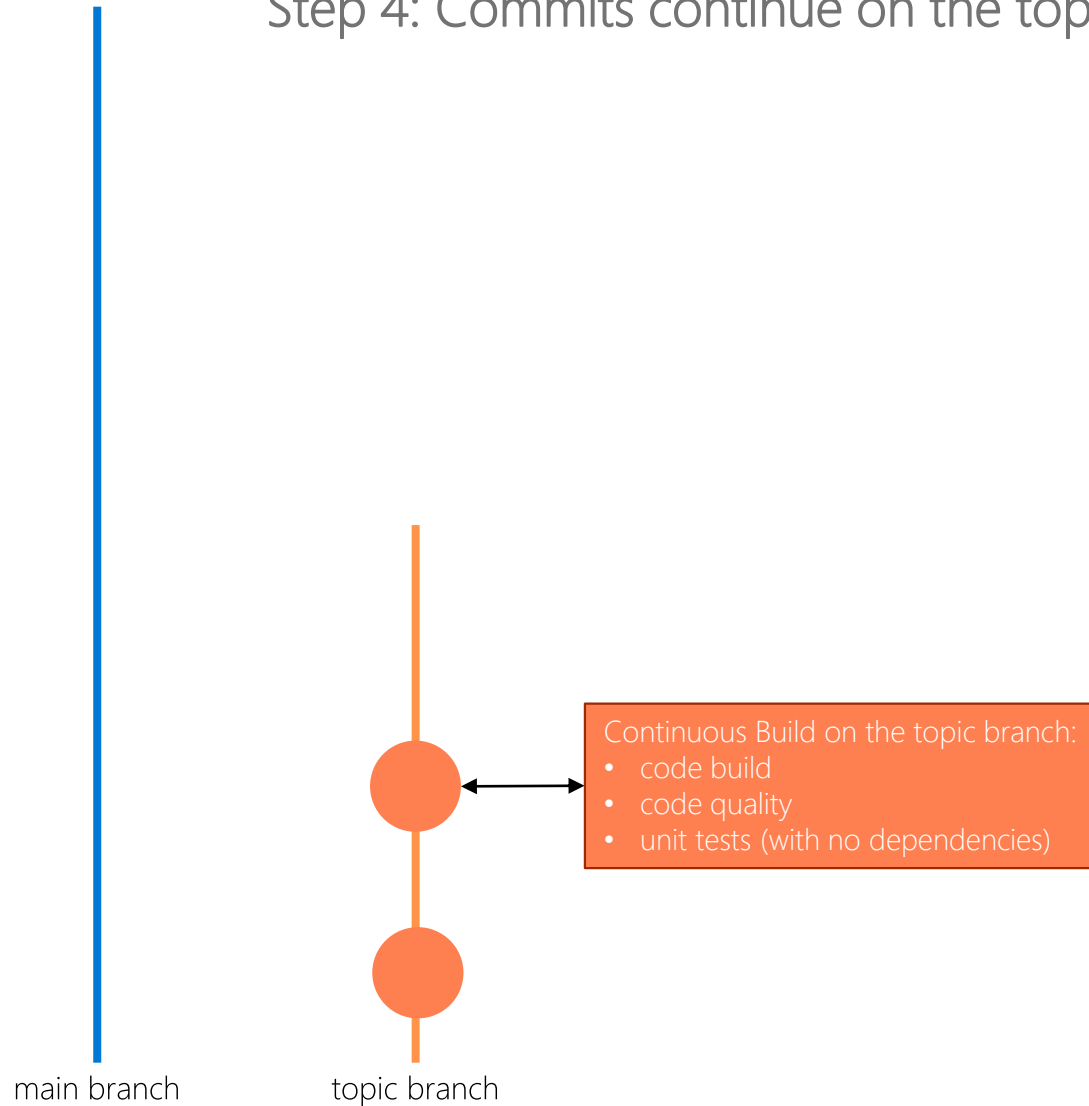 Step 4: Commits continue on the top
Continuous Build on the topic branch:
• code build
• code quality
• unit tests (with no dependencies)
main branch
topic branch